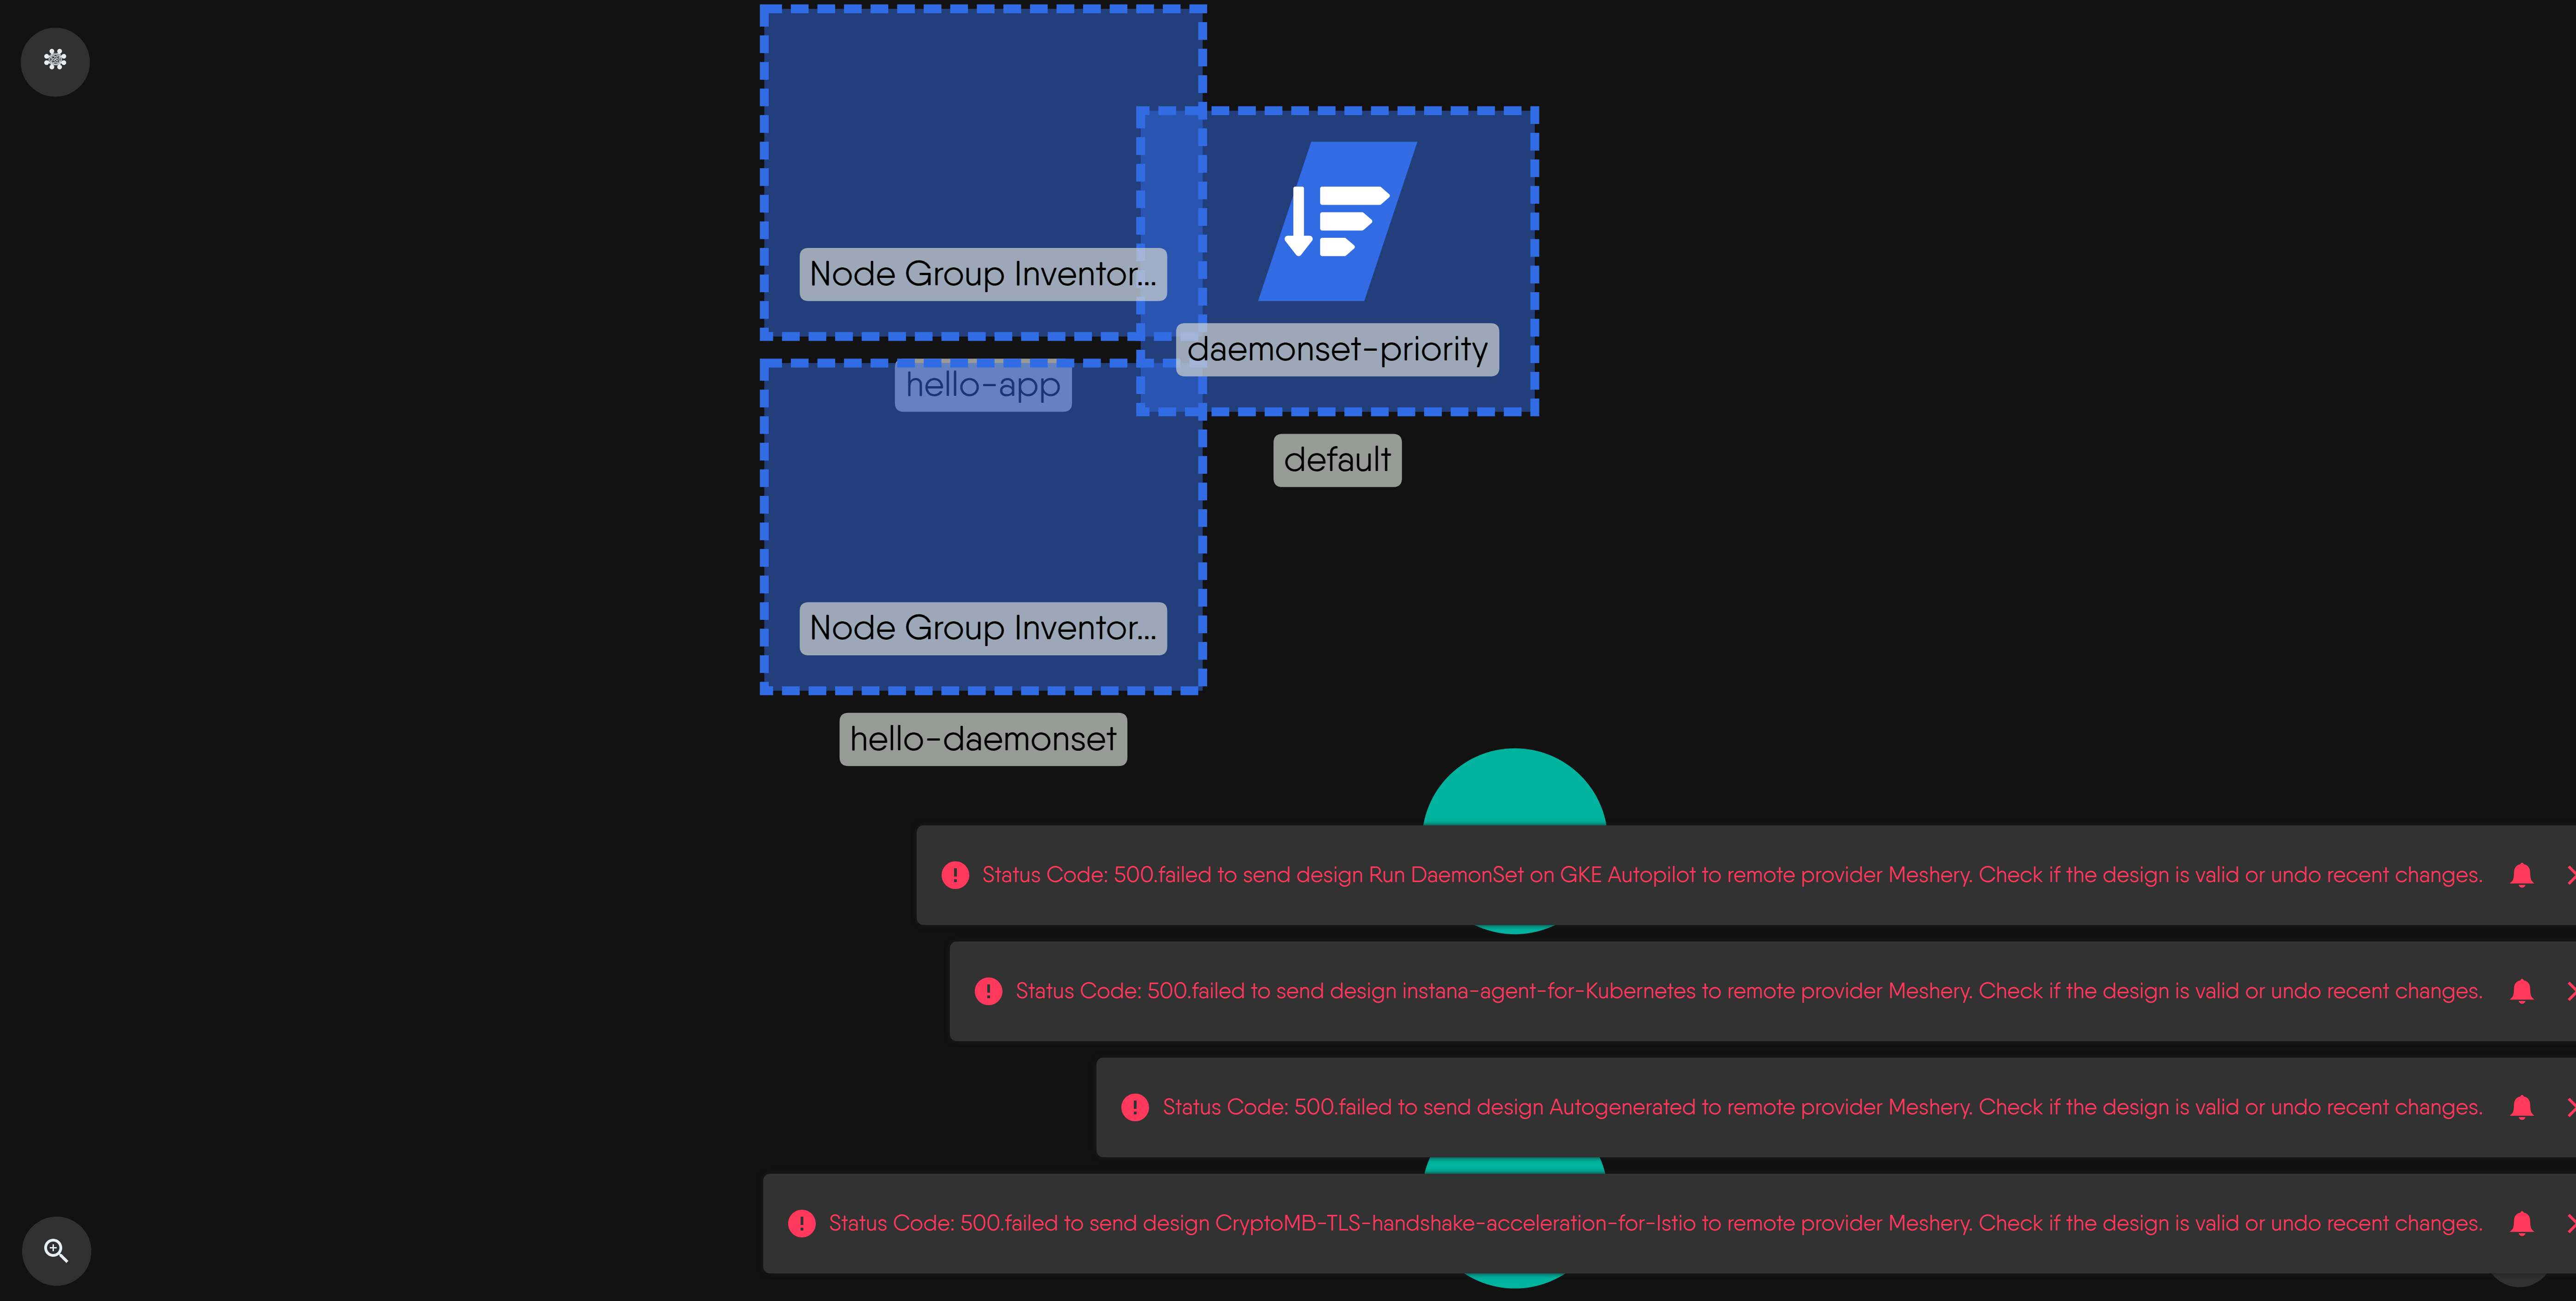 Node Group Inventor...
daemonset-priority
hello-app
default
Node Group Inventor...
hello-daemonset
Status Code: 500.failed to send design Run DaemonSet on GKE Autopilot to remote provider Meshery. Check if the design is valid or undo recent changes.
Status Code: 500.failed to send design instana-agent-for-Kubernetes to remote provider Meshery. Check if the design is valid or undo recent changes.
Status Code: 500.failed to send design Autogenerated to remote provider Meshery. Check if the design is valid or undo recent changes.
Status Code: 500.failed to send design CryptoMB-TLS-handshake-acceleration-for-Istio to remote provider Meshery. Check if the design is valid or undo recent changes.